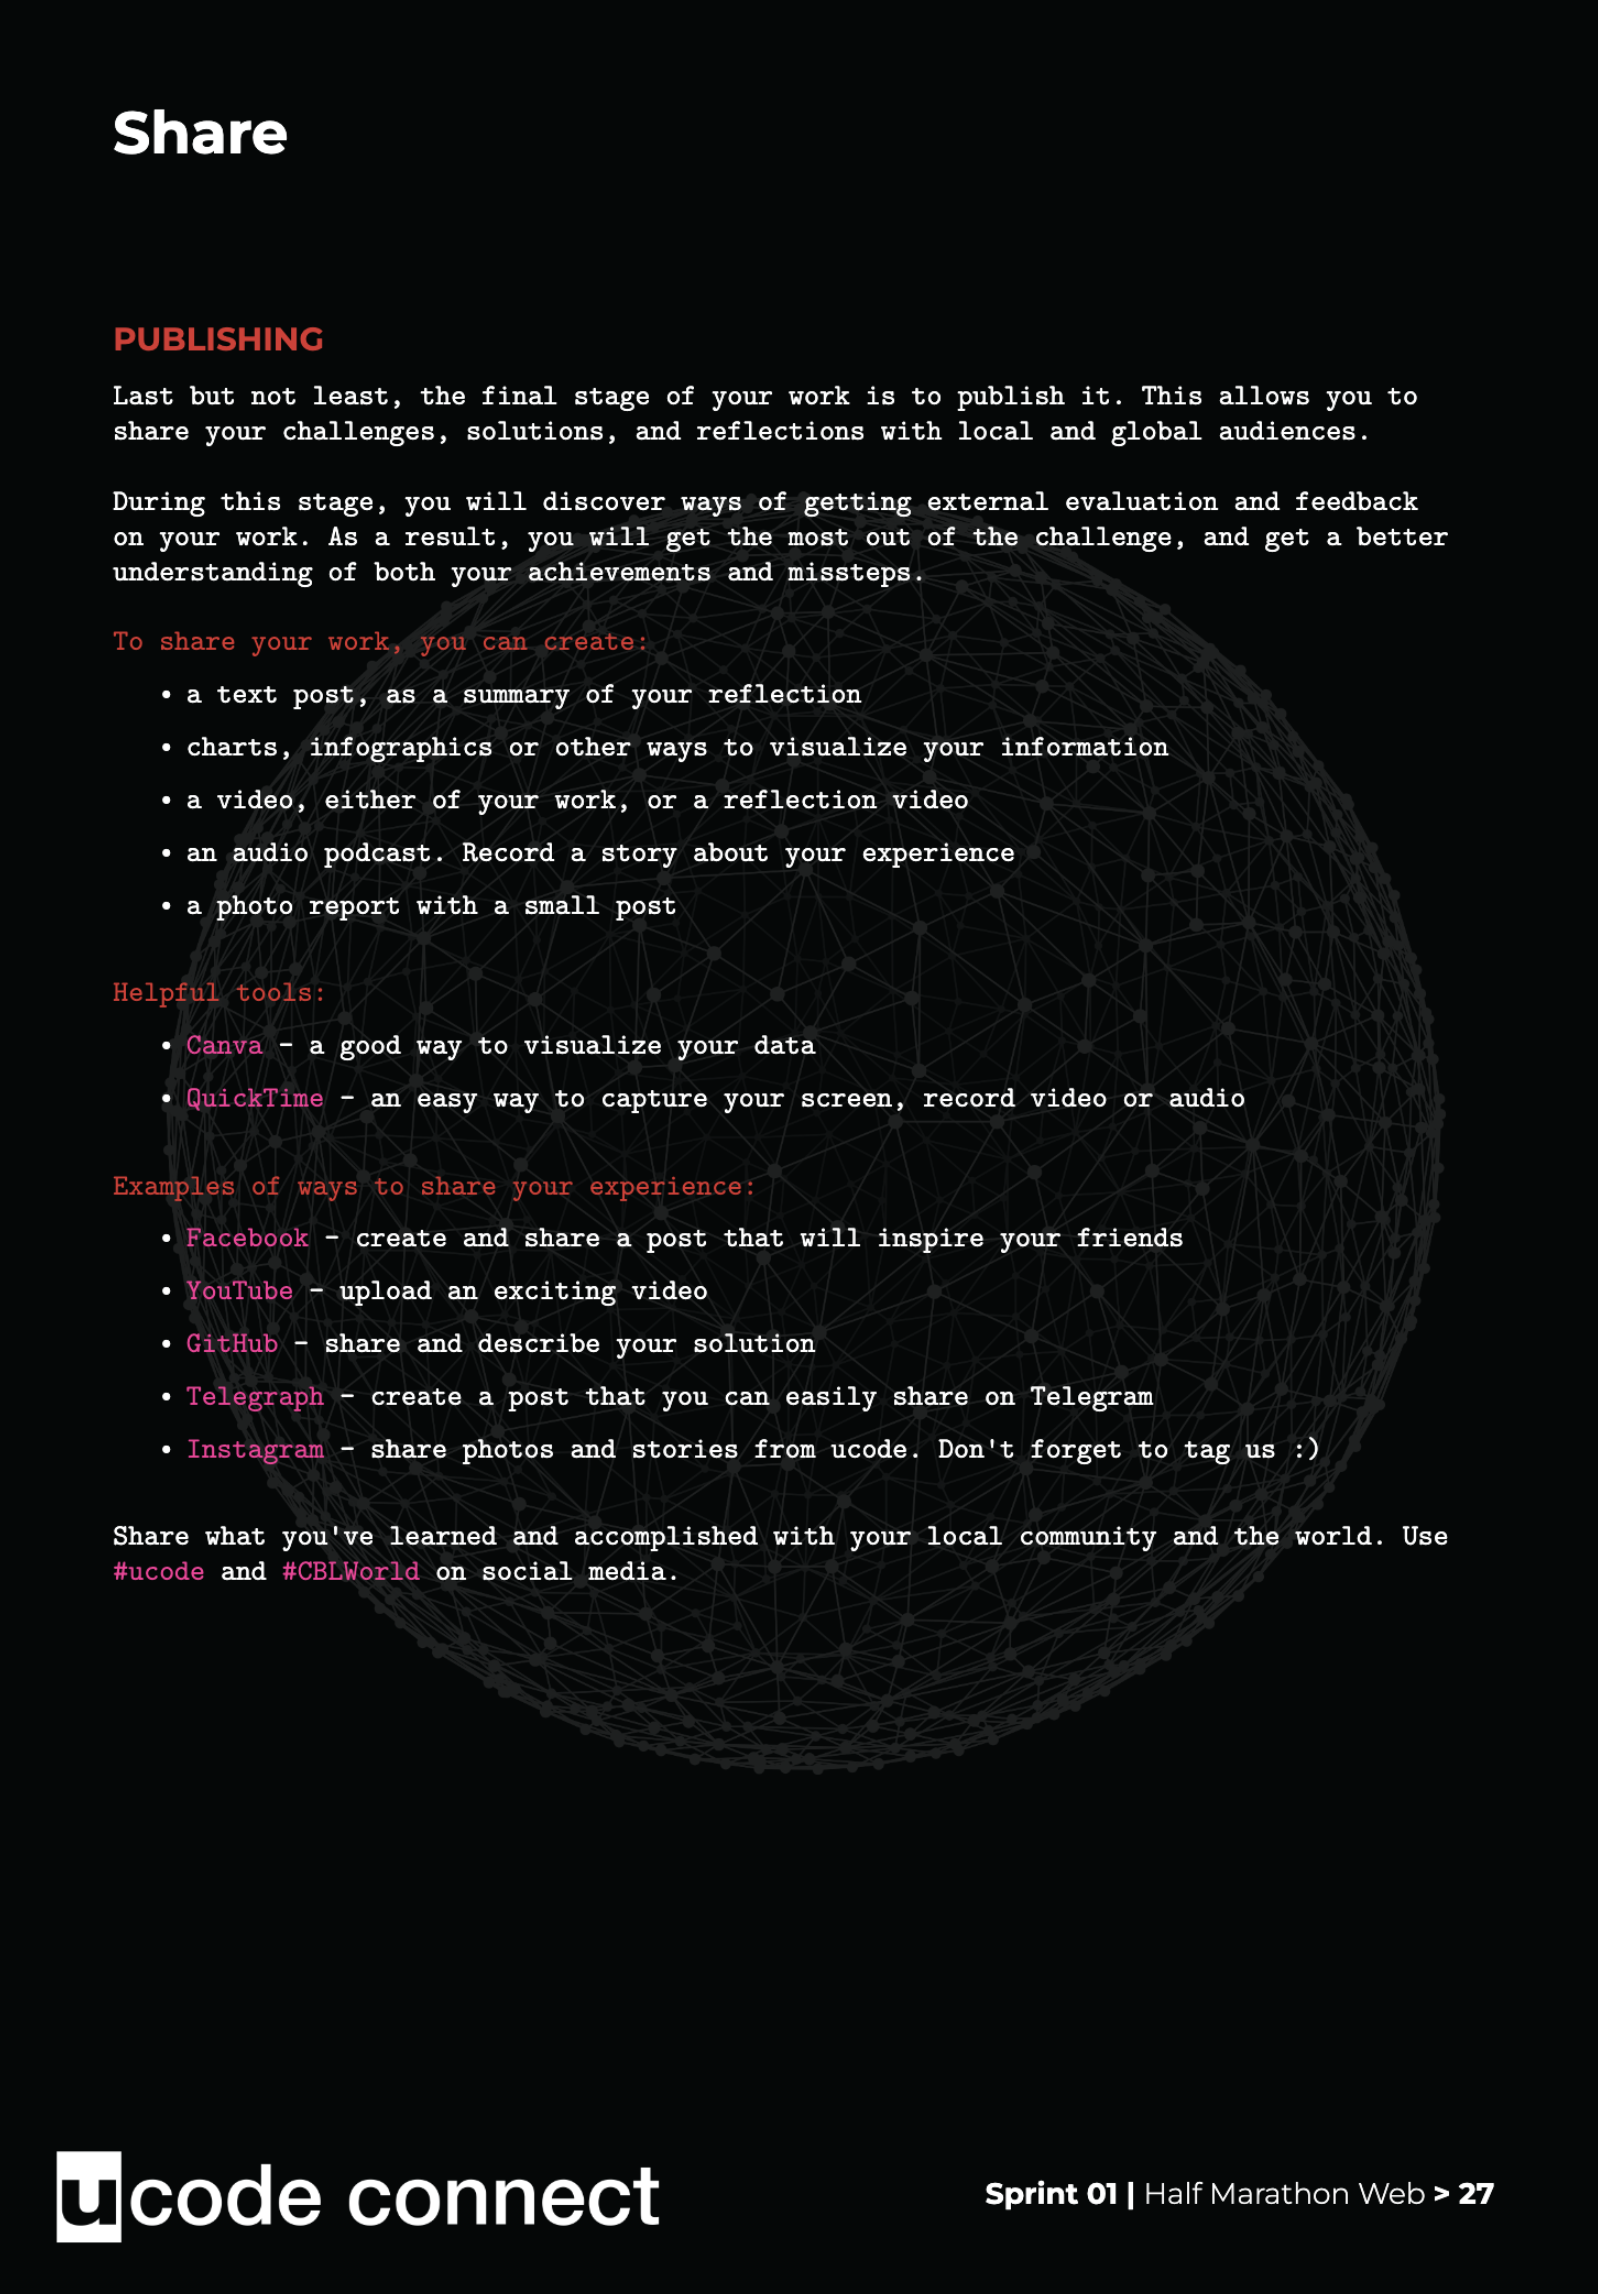 Share
PUBLISHING
Last but not least, the final stage of your work is to publish it. This allows you to
share your challenges, solutions, and reflections with local and global audiences.
During this stage, you will discover ways of getting external evaluation and feedback
on your work. As a result, you will get the most out of the challenge, and get a better
understanding of both your achievements and missteps.
To share your work, you can create:
• a text post, as a summary of your reflection
• charts, infographics or other ways to visualize your information
• a video, either of your work, or a reflection video
• an audio podcast. Record a story about your experience
• a photo report with a small post
Helpful tools:
• Canva - a good way to visualize your data
• QuickTime - an easy way to capture your screen, record video or audio
Examples of ways to share your experience:
• Facebook - create and share a post that will inspire your friends
• YouTube - upload an exciting video
• GitHub - share and describe your solution
• Telegraph - create a post that you can easily share on Telegram
• Instagram - share photos and stories from ucode. Don't forget to tag us :)
Share what you've learned and accomplished with your local community and the world. Use
#ucode and #CBLWorld on social media.
ucode connect
Sprint 01 | Half Marathon Web > 27